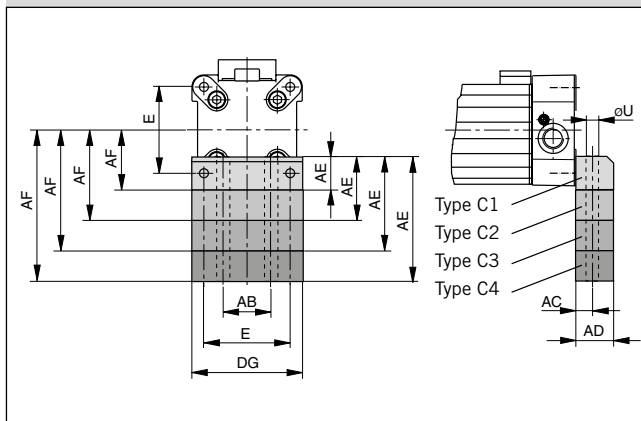 E
AF
AF
AF
AF
AE
AE
AE
AE
AB
E
DG
øU
Type C1
Type C2
Type C3
Type C4
AC
AD